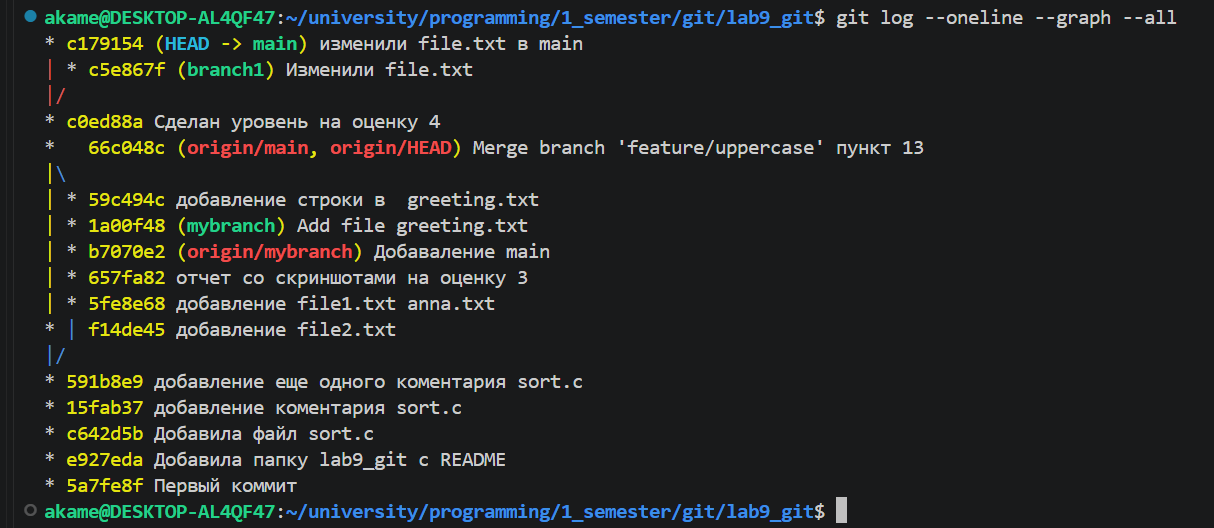 akame@DESKTOP-AL4QF47:~/university/programming/1_semester/git/lab9_git$ git log --oneline --graph --all
* c179154 (HEAD -> main) изменили file.txt в main
| * c5e867f (branch1) Изменили file.txt
|/
* c0ed88a Сделан уровень на оценку 4
*   66c048c (origin/main, origin/HEAD) Merge branch 'feature/uppercase' пункт 13
|\
| * 59c494c добавление строки в  greeting.txt
| * 1a00f48 (mybranch) Add file greeting.txt
| * b7070e2 (origin/mybranch) Добаваление main
| * 657fa82 отчет со скриншотами на оценку 3
| * 5fe8e68 добавление file1.txt anna.txt
* | f14de45 добавление file2.txt
|/
* 591b8e9 добавление еще одного коментария sort.c
* 15fab37 добавление коментария sort.c
* c642d5b Добавила файл sort.c
* e927eda Добавила папку lab9_git с README
* 5a7fe8f Первый коммит
akame@DESKTOP-AL4QF47:~/university/programming/1_semester/git/lab9_git$